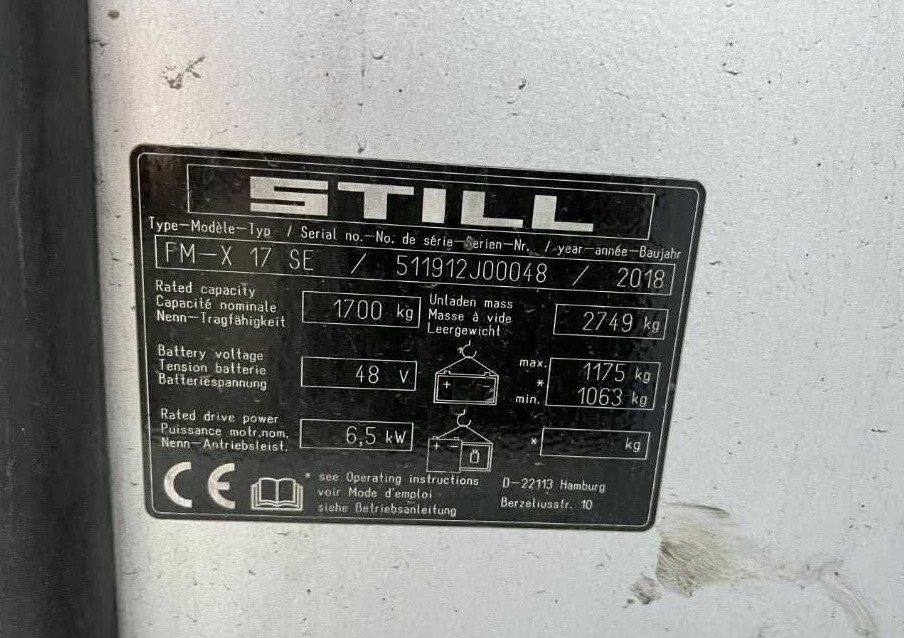 STILL
Type-Modèle-Typ / Serial no.-No. de série-Serien-Nr. / year-année-Baujahr
FM-X 17 SE / 511912J00048 / 2018
Rated capacity
Capacité nominale
Nenn-Tragfähigkeit
1700 kg
Unladen mass
Masse à vide
Leergewicht
2749 kg
Battery voltage
Tension batterie
Batteriespannung
48 V
max. 1175 kg
*
min. 1063 kg
Rated drive power
Puissance motr.nom.
Nenn-Antriebsleist.
6,5 kW
* kg
CE
* see Operating instructions
voir Mode d'emploi
siehe Betriebsanleitung
D-22113 Hamburg
Berzeliusstr. 10